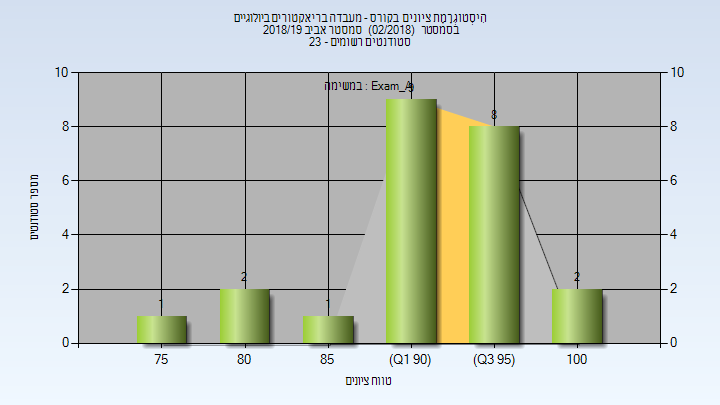 היסטוגרמת ציונים בקורס - מעבדה בריאקטורים ביולוגיים
בסמסטר (02/2018) סמסטר אביב 2018/19
סטודנטים רשומים - 23
במשימה : Exam_A
10
8
6
4
2
0
10
8
6
4
2
0
1
2
1
9
8
2
מספר סטודנטים
75
80
85
(Q1 90)
(Q3 95)
100
טווח ציונים